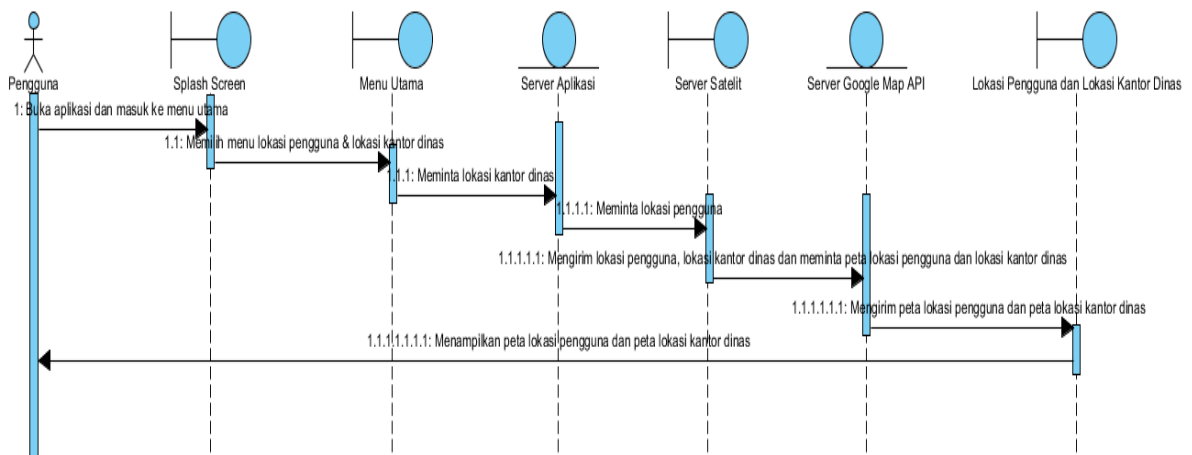 Pengguna
Splash Screen
Menu Utama
Server Aplikasi
Server Satelit
Server Google Map API
Lokasi Pengguna dan Lokasi Kantor Dinas
1: Buka aplikasi dan masuk ke menu utama
1.1: Memilih menu lokasi pengguna & lokasi kantor dinas
1.1.1: Meminta lokasi kantor dinas
1.1.1.1: Meminta lokasi pengguna
1.1.1.1.1: Mengirim lokasi pengguna, lokasi kantor dinas dan meminta peta lokasi pengguna dan lokasi kantor dinas
1.1.1.1.1.1: Mengirim peta lokasi pengguna dan peta lokasi kantor dinas
1.1.1.1.1.1.1: Menampilkan peta lokasi pengguna dan peta lokasi kantor dinas